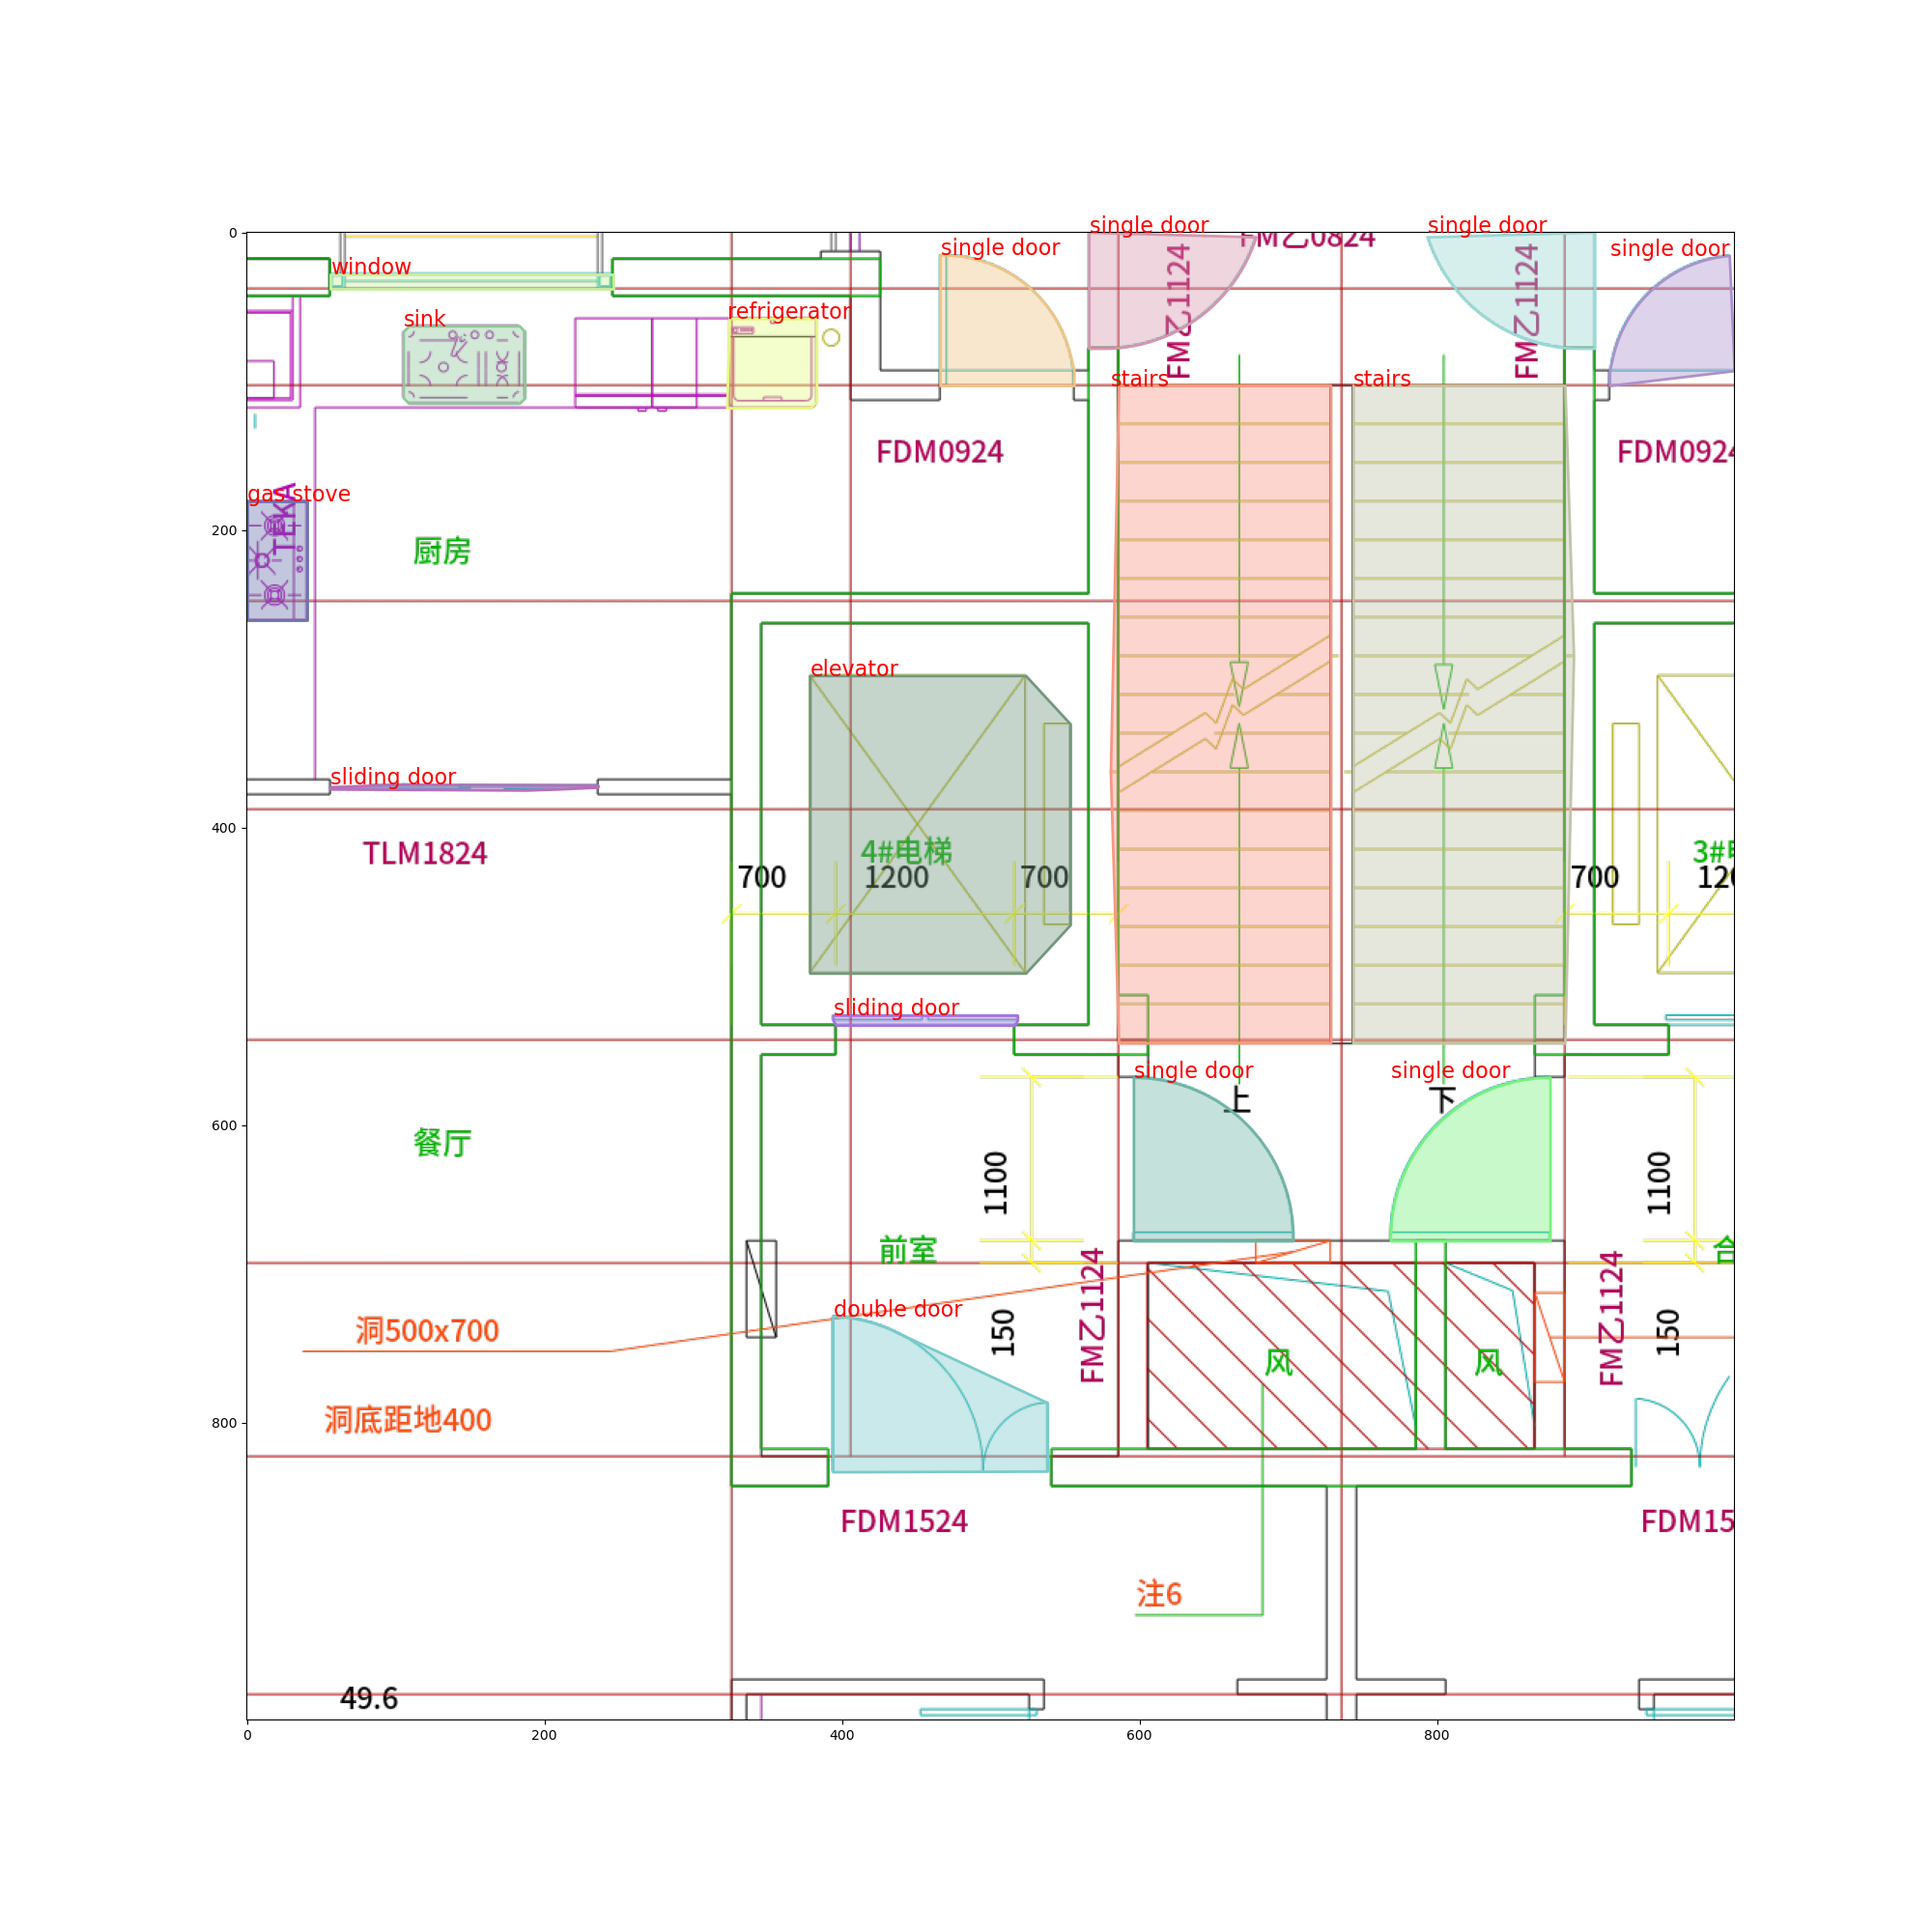 single door
single door
FM乙0824
single door
single door
0
window
FM乙1124
FM乙1124
sink
refrigerator
stairs
stairs
FDM0924
FDM0924
gas stove
TLKA
200
厨房
elevator
sliding door
400
TLM1824
4#电梯
3#
700
1200
700
700
120
sliding door
single door
single door
上
下
600
餐厅
1100
1100
前室
合
FM乙1124
FM乙1124
double door
150
150
洞500x700
风
风
洞底距地400
800
FDM1524
FDM15
注6
49.6
0
200
400
600
800